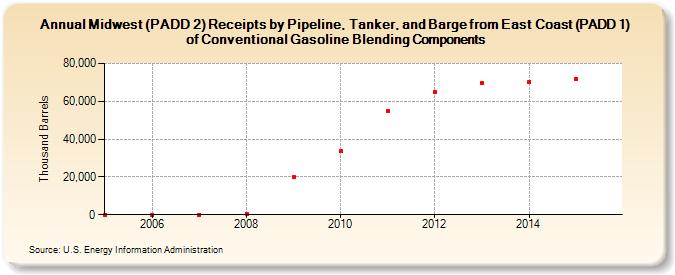 Annual Midwest (PADD 2) Receipts by Pipeline, Tanker, and Barge from East Coast (PADD 1)
of Conventional Gasoline Blending Components
Thousand Barrels
80,000
60,000
40,000
20,000
0
2006
2008
2010
2012
2014
Source: U.S. Energy Information Administration